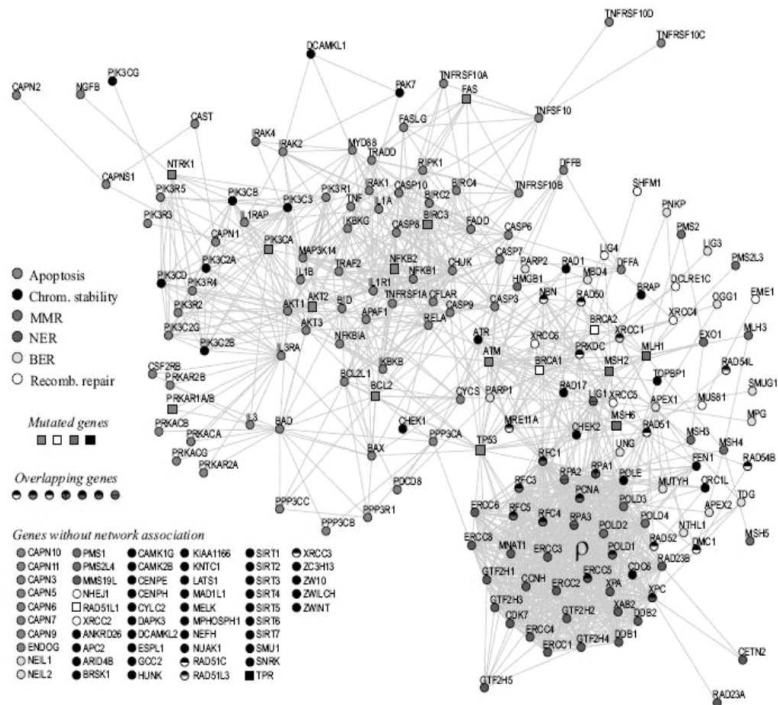 TNFRSF10D
TNFRSF10C
DCAMKL1
PIK3CG
CAPN2
NGFB
PAK7
TNFRSF10A
FAS
CAST
TNFSF10
IRAK4
IRAK2
FASLG
MYD88
TRADD
CAPNS1
NTRK1
RIPK1
DFFB
PIK3R5
PIK3CB
PIK3C3
PIK3R1
IRAK1
CASP10
BIRC4
TNFRSF10B
SHFM1
PNKP
PIK3R3
IL1RAP
TNF
IL1A
BIRC2
BIRC3
IKBKG
CASP8
FADD
CASP6
PMS2
CAPN1
PIK3CA
MAP3K14
LIG4
LIG3
PIK3C2A
NFKB2
CASP7
PARP2
RAD1
DFFA
PMS2L3
PIK3CD
PIK3R4
IL1B
TRAF2
NFKB1
CHUK
HMGB1
MBD4
BRAP
DCLRE1C
IL1R1
NBN
RAD50
OGG1
EME1
PIK3R2
AKT1
AKT2
BID
TNFRSF1A
CFLAR
CASP9
CASP3
XRCC4
PIK3C2G
AKT3
APAF1
RELA
BRCA2
XRCC1
EXO1
MLH3
PIK3C2B
NFKBIA
ATR
XRCC6
PRKDC
MLH1
IL3RA
IKBKB
ATM
BRCA1
MSH2
TOPBP1
RAD54L
CSF2RB
PRKAR2B
BCL2L1
CYCS
PARP1
RAD17
LIG1
XRCC5
APEX1
MUS81
SMUG1
PRKAR1A/B
BCL2
MPG
PRKACB
PRKACA
IL3
BAD
CHEK1
PPP3CA
MRE11A
CHEK2
MSH6
RAD51
MSH3
MSH4
PRKACG
PRKAR2A
BAX
TP53
RFC1
UNG
FEN1
RAD54B
PDCD8
RFC3
RPA2
RPA1
POLE
MUTYH
ORC1L
PPP3CC
PPP3CB
PPP3R1
ERCC6
RFC5
RFC4
PCNA
POLD3
TDG
APEX2
ERCC8
RPA3
POLD2
POLD4
NTHL1
MNAT1
ERCC3
ρ
POLD1
RAD52
DMC1
MSH5
GTF2H1
CCNH
ERCC2
ERCC5
CDC6
RAD23B
GTF2H3
XPA
XPC
CDK7
GTF2H2
XAB2
DDB2
ERCC4
ERCC1
GTF2H4
DDB1
CETN2
GTF2H5
RAD23A
Apoptosis
Chrom. stability
MMR
NER
BER
Recomb. repair
Mutated genes
Overlapping genes
Genes without network association
CAPN10 PMS1 CAMK1G KIAA1166 SIRT1 XRCC3
CAPN11 PMS2L4 CAMK2B KNTC1 SIRT2 ZC3H13
CAPN3 MMS19L CENPE LATS1 SIRT3 ZW10
CAPN5 NHEJ1 CENPH MAD1L1 SIRT4 ZWILCH
CAPN6 RAD51L1 CYLC2 MELK SIRT5 ZWINT
CAPN7 XRCC2 DAPK3 MPHOSPH1 SIRT6
CAPN9 ANKRD26 DCAMKL2 NEFH SIRT7
ENDOG APC2 ESPL1 NUAK1 SMU1
NEIL1 ARID4B GCC2 RAD51C SNRK
NEIL2 BRSK1 HUNK RAD51L3 TPR